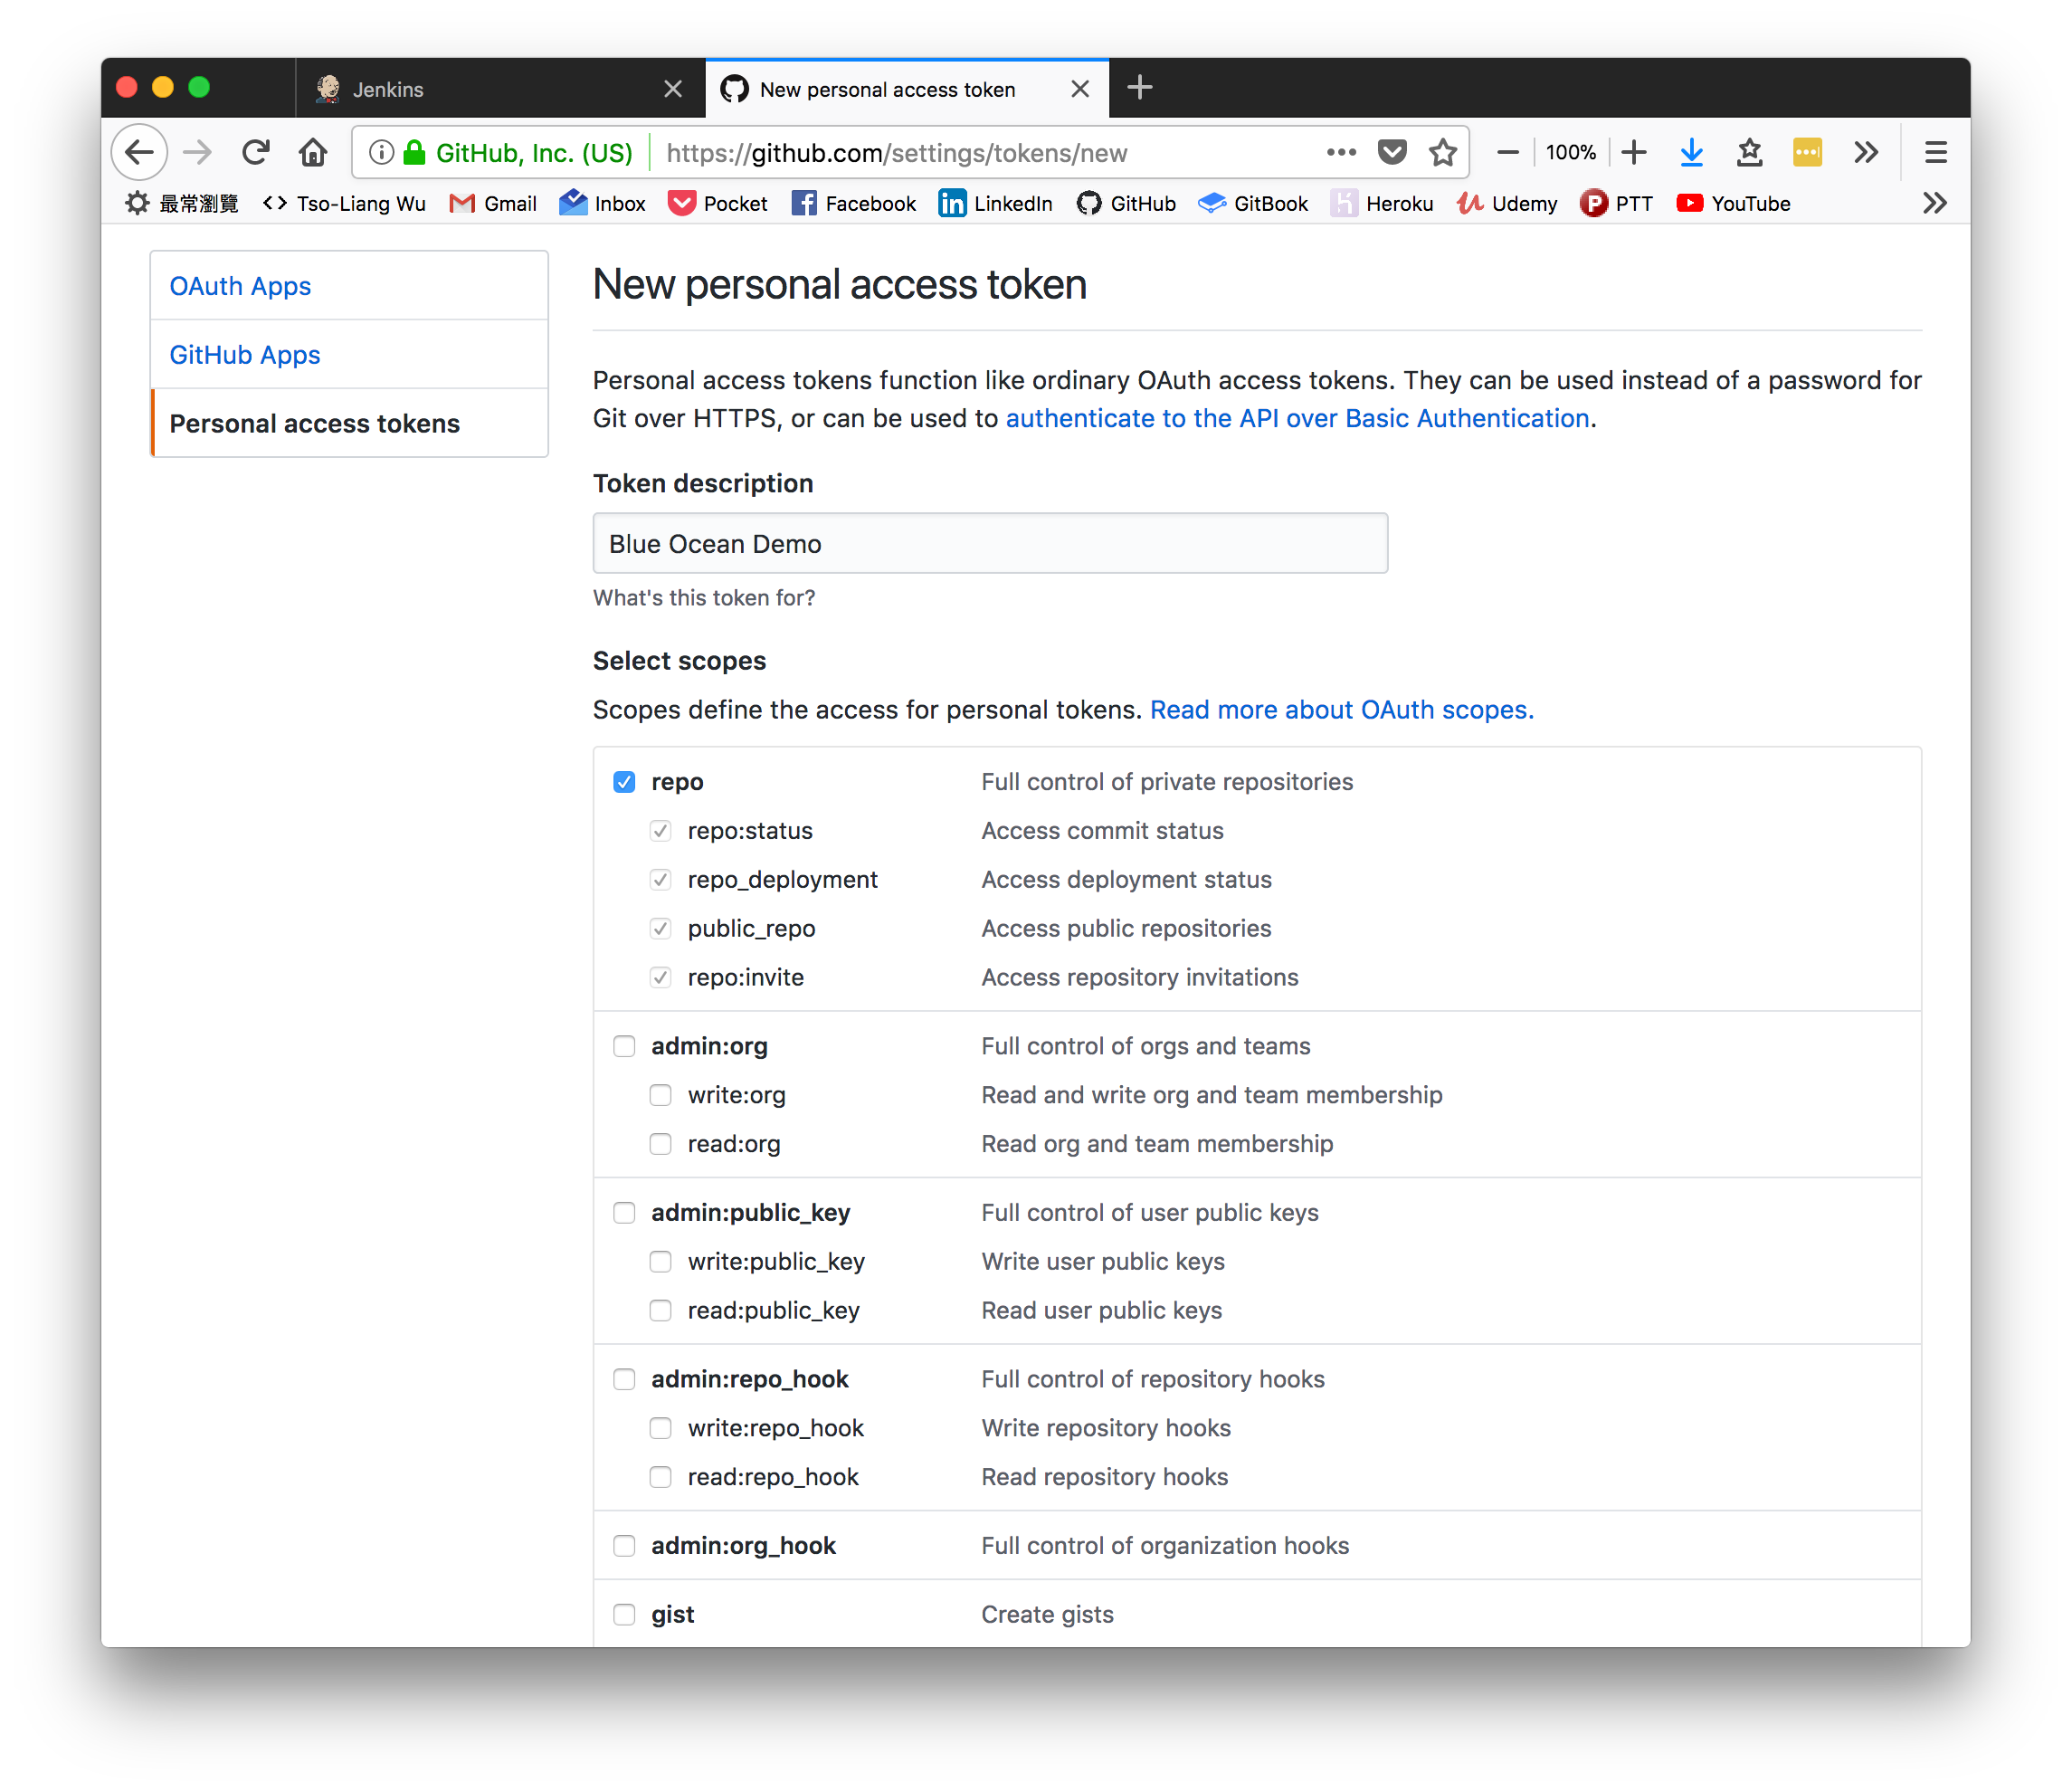 Jenkins
New personal access token
GitHub, Inc. (US) https://github.com/settings/tokens/new 100%
最常瀏覽 Tso-Liang Wu Gmail Inbox Pocket Facebook LinkedIn GitHub GitBook Heroku Udemy PTT YouTube
OAuth Apps
GitHub Apps
Personal access tokens
New personal access token
Personal access tokens function like ordinary OAuth access tokens. They can be used instead of a password for
Git over HTTPS, or can be used to authenticate to the API over Basic Authentication.
Token description
Blue Ocean Demo
What's this token for?
Select scopes
Scopes define the access for personal tokens. Read more about OAuth scopes.
repo Full control of private repositories
repo:status Access commit status
repo_deployment Access deployment status
public_repo Access public repositories
repo:invite Access repository invitations
admin:org Full control of orgs and teams
write:org Read and write org and team membership
read:org Read org and team membership
admin:public_key Full control of user public keys
write:public_key Write user public keys
read:public_key Read user public keys
admin:repo_hook Full control of repository hooks
write:repo_hook Write repository hooks
read:repo_hook Read repository hooks
admin:org_hook Full control of organization hooks
gist Create gists